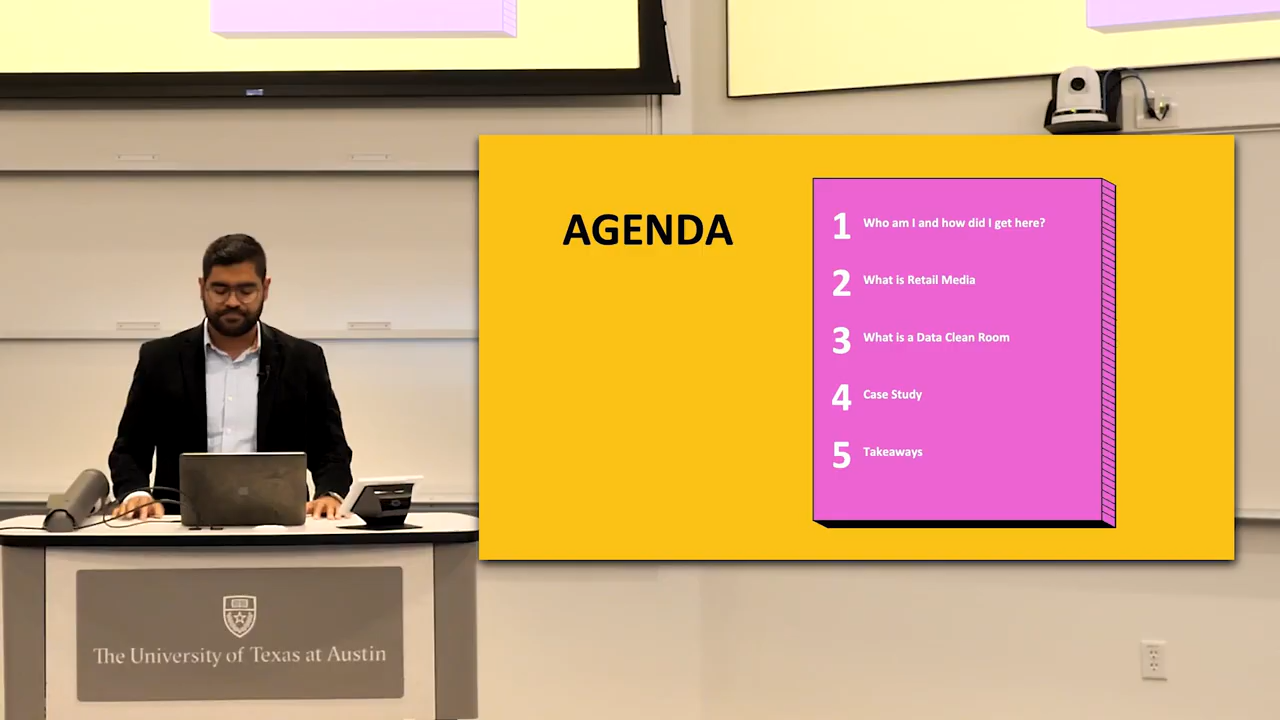 AGENDA
1 Who am I and how did I get here?
2 What is Retail Media
3 What is a Data Clean Room
4 Case Study
5 Takeaways
The University of Texas at Austin